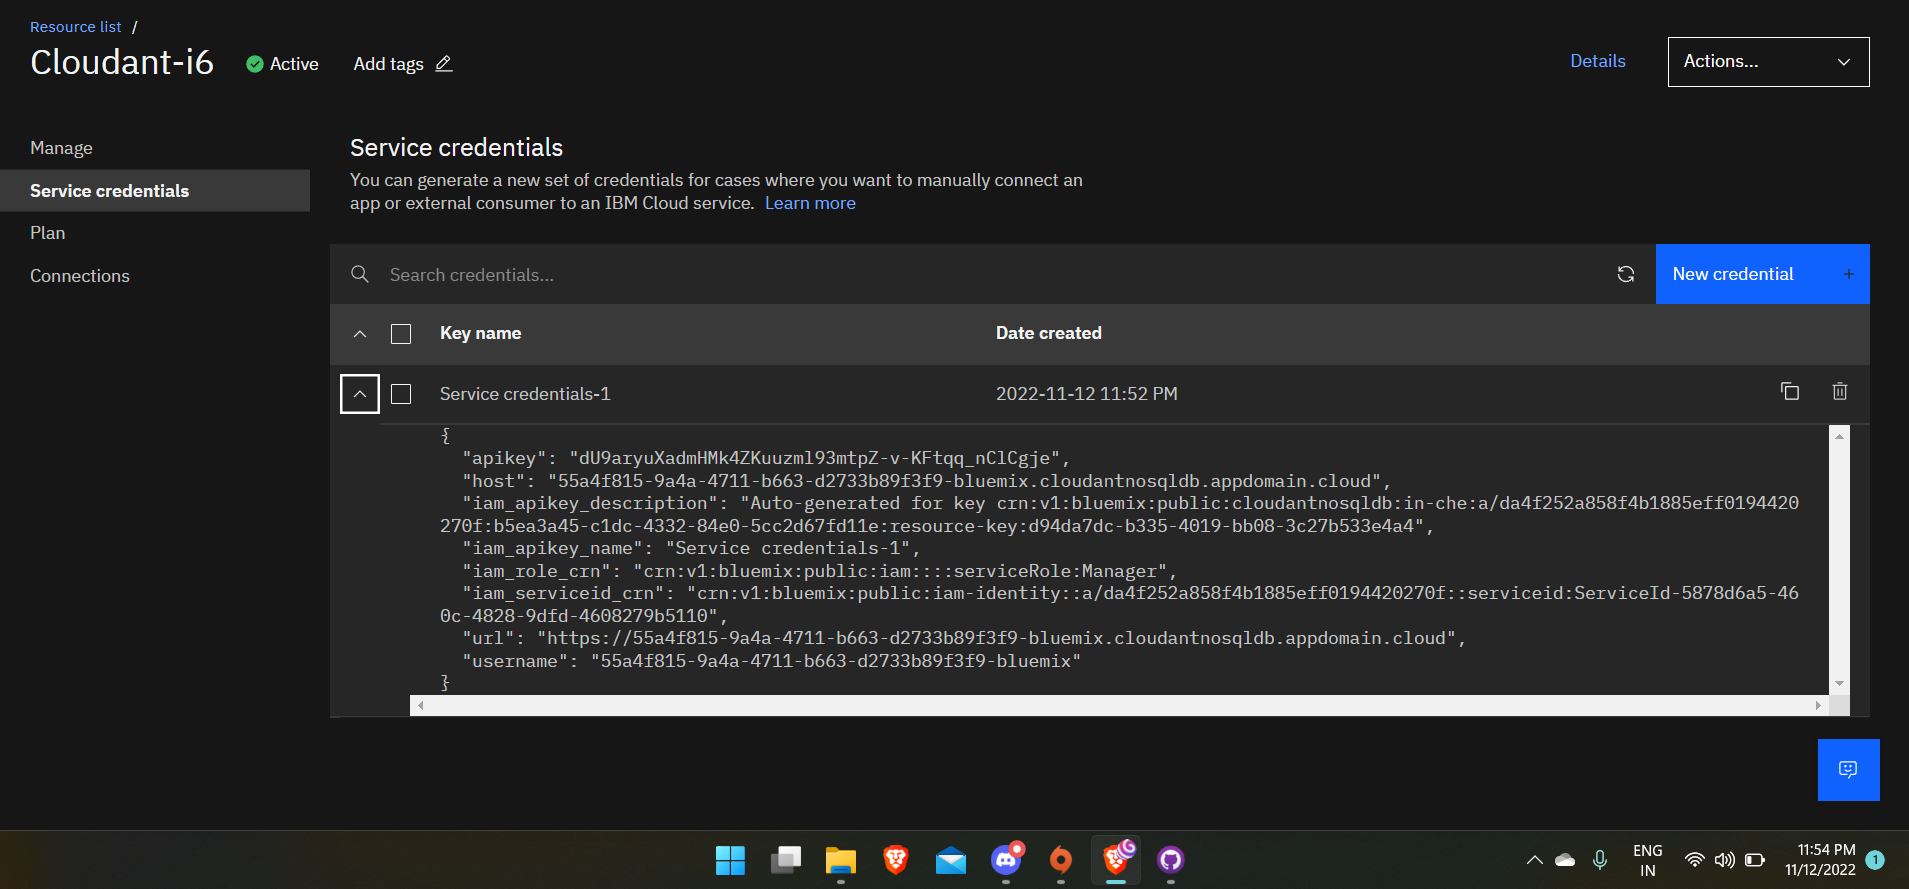 Resource list /
Cloudant-i6
Active
Add tags
Details
Actions...
Manage
Service credentials
Plan
Connections
Service credentials
You can generate a new set of credentials for cases where you want to manually connect an
app or external consumer to an IBM Cloud service. Learn more
Search credentials...
New credential +
Key name Date created
Service credentials-1 2022-11-12 11:52 PM
{
"apikey": "dU9aryuXadmHMk4ZKuuzml93mtpZ-v-KFtqq_nClCgje",
"host": "55a4f815-9a4a-4711-b663-d2733b89f3f9-bluemix.cloudantnosqldb.appdomain.cloud",
"iam_apikey_description": "Auto-generated for key crn:v1:bluemix:public:cloudantnosqldb:in-che:a/da4f252a858f4b1885eff0194420
270f:b5ea3a45-c1dc-4332-84e0-5cc2d67fd11e:resource-key:d94da7dc-b335-4019-bb08-3c27b533e4a4",
"iam_apikey_name": "Service credentials-1",
"iam_role_crn": "crn:v1:bluemix:public:iam::::serviceRole:Manager",
"iam_serviceid_crn": "crn:v1:bluemix:public:iam-identity::a/da4f252a858f4b1885eff0194420270f::serviceid:ServiceId-5878d6a5-46
0c-4828-9dfd-4608279b5110",
"url": "https://55a4f815-9a4a-4711-b663-d2733b89f3f9-bluemix.cloudantnosqldb.appdomain.cloud",
"username": "55a4f815-9a4a-4711-b663-d2733b89f3f9-bluemix"
}
ENG
IN
11:54 PM
11/12/2022
1